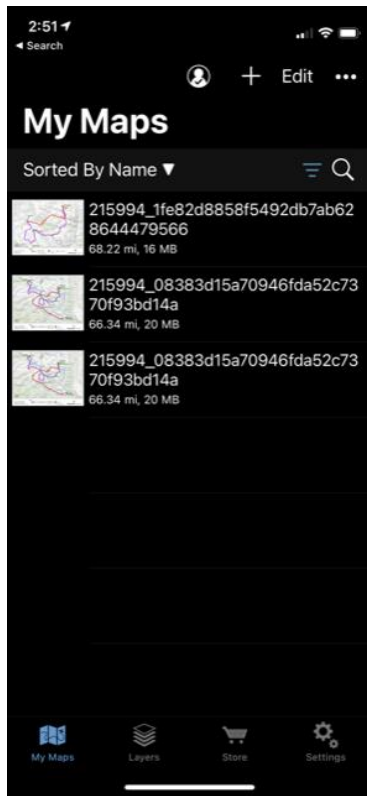 2:51
◀ Search
Edit
My Maps
Sorted By Name ▼
215994_1fe82d8858f5492db7ab62
8644479566
68.22 mi, 16 MB
215994_08383d15a70946fda52c73
70f93bd14a
66.34 mi, 20 MB
215994_08383d15a70946fda52c73
70f93bd14a
66.34 mi, 20 MB
My Maps
Layers
Store
Settings